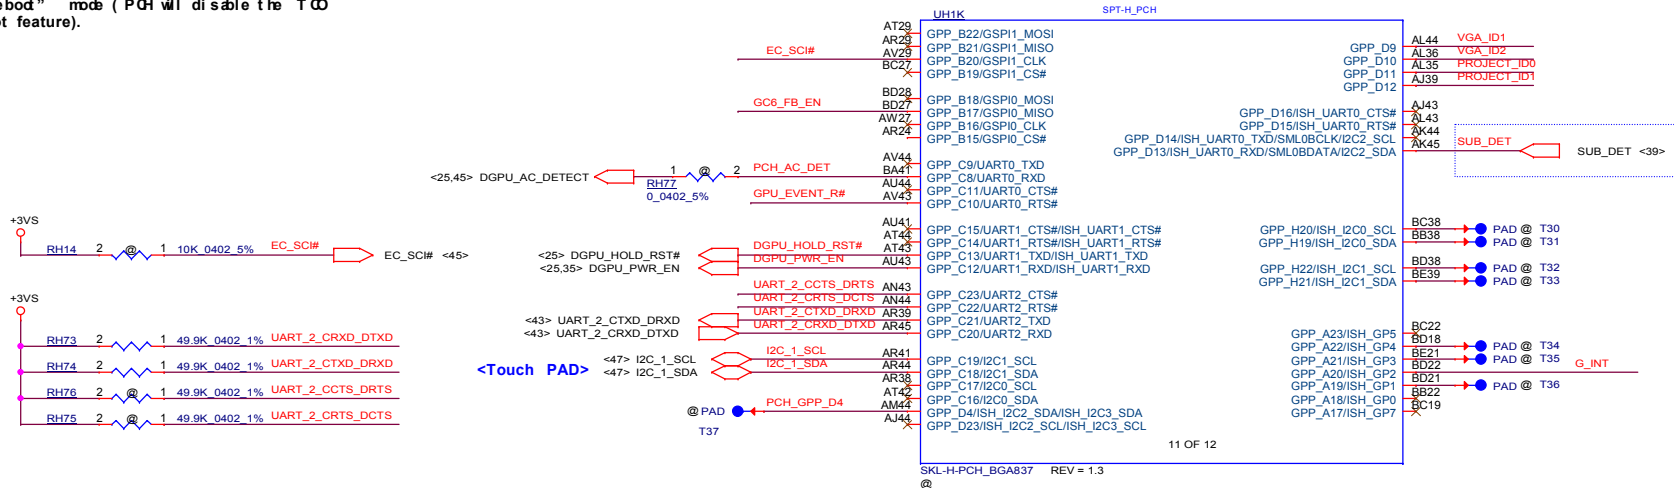 eboot” mode ( PCH will disable the TCO
ot feature).
UH1K
SPT-H_PCH
AT29 GPP_B22/GSPI1_MOSI
AR29 GPP_B21/GSPI1_MISO
EC_SCI# AV29 GPP_B20/GSPI1_CLK
BC27 GPP_B19/GSPI1_CS#
BD28 GPP_B18/GSPI0_MOSI
GC6_FB_EN BD27 GPP_B17/GSPI0_MISO
AW27 GPP_B16/GSPI0_CLK
AR24 GPP_B15/GSPI0_CS#
AV44 GPP_C9/UART0_TXD
<25,45> DGPU_AC_DETECT 1 @ 2 PCH_AC_DET BA41 GPP_C8/UART0_RXD
RH77
0_0402_5%
AU44 GPP_C11/UART0_CTS#
GPU_EVENT_R# AV43 GPP_C10/UART0_RTS#
AU41 GPP_C15/UART1_CTS#/ISH_UART1_CTS#
AT44 GPP_C14/UART1_RTS#/ISH_UART1_RTS#
<25> DGPU_HOLD_RST# DGPU_HOLD_RST# AT43 GPP_C13/UART1_TXD/ISH_UART1_TXD
<25,35> DGPU_PWR_EN DGPU_PWR_EN AU43 GPP_C12/UART1_RXD/ISH_UART1_RXD
UART_2_CCTS_DRTS AN43 GPP_C23/UART2_CTS#
UART_2_CRTS_DCTS AN44 GPP_C22/UART2_RTS#
<43> UART_2_CTXD_DRXD UART_2_CTXD_DRXD AR39 GPP_C21/UART2_TXD
<43> UART_2_CRXD_DTXD UART_2_CRXD_DTXD AR45 GPP_C20/UART2_RXD
<Touch PAD>
<47> I2C_1_SCL I2C_1_SCL AR41 GPP_C19/I2C1_SCL
<47> I2C_1_SDA I2C_1_SDA AR44 GPP_C18/I2C1_SDA
AR38 GPP_C17/I2C0_SCL
AT42 GPP_C16/I2C0_SDA
@ PAD PCH_GPP_D4 AM44 GPP_D4/ISH_I2C2_SDA/ISH_I2C3_SDA
T37
AJ44 GPP_D23/ISH_I2C2_SCL/ISH_I2C3_SCL
GPP_D9 AL44 VGA_ID1
GPP_D10 AL36 VGA_ID2
GPP_D11 AL35 PROJECT_ID0
GPP_D12 AJ39 PROJECT_ID1
GPP_D16/ISH_UART0_CTS# AJ43
GPP_D15/ISH_UART0_RTS# AL43
GPP_D14/ISH_UART0_TXD/SML0BCLK/I2C2_SCL AK44
GPP_D13/ISH_UART0_RXD/SML0BDATA/I2C2_SDA AK45 SUB_DET SUB_DET <39>
GPP_H20/ISH_I2C0_SCL BC38 PAD @ T30
GPP_H19/ISH_I2C0_SDA BB38 PAD @ T31
GPP_H22/ISH_I2C1_SCL BD38 PAD @ T32
GPP_H21/ISH_I2C1_SDA BE39 PAD @ T33
GPP_A23/ISH_GP5 BC22
GPP_A22/ISH_GP4 BD18 PAD @ T34
GPP_A21/ISH_GP3 BE21 PAD @ T35
GPP_A20/ISH_GP2 BD22 G_INT
GPP_A19/ISH_GP1 BD21 PAD @ T36
GPP_A18/ISH_GP0 BB22
GPP_A17/ISH_GP7 BC19
11 OF 12
SKL-H-PCH_BGA837 REV = 1.3
@
+3VS
RH14 2 @ 1 10K_0402_5% EC_SCI# EC_SCI# <45>
+3VS
RH73 2 1 49.9K_0402_1% UART_2_CRXD_DTXD
RH74 2 1 49.9K_0402_1% UART_2_CTXD_DRXD
RH76 2 @ 1 49.9K_0402_1% UART_2_CCTS_DRTS
RH75 2 @ 1 49.9K_0402_1% UART_2_CRTS_DCTS